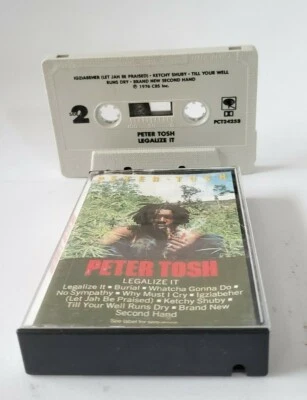 IGZIABEHER (LET JAH BE PRAISED) • KETCHY SHUBY • TILL YOUR WELL
RUNS DRY • BRAND NEW SECOND HAND
℗ 1976 CBS Inc.
2
PETER TOSH
LEGALIZE IT
PCT34253
PETER • TOSH
PETER TOSH
LEGALIZE IT
Legalize It • Burial • Whatcha Gonna Do •
No Sympathy • Why Must I Cry • Igziabeher
(Let Jah Be Praised) • Ketchy Shuby •
Till Your Well Runs Dry • Brand New
Second Hand